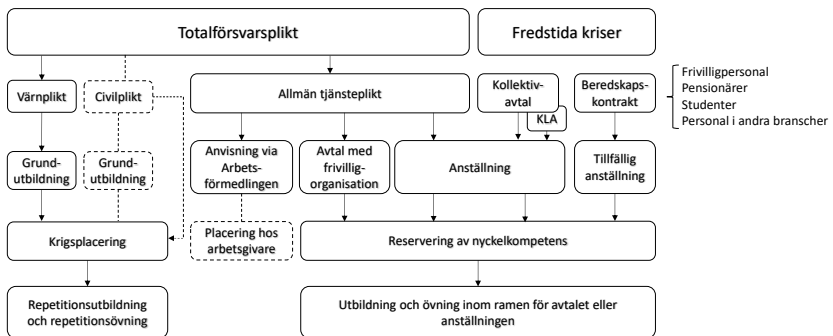 Totalförsvarsplikt
Fredstida kriser
Värnplikt
Civilplikt
Allmän tjänsteplikt
Kollektiv-
avtal
KLA
Beredskaps-
kontrakt
Frivilligpersonal
Pensionärer
Studenter
Personal i andra branscher
Grund-
utbildning
Grund-
utbildning
Anvisning via
Arbets-
förmedlingen
Avtal med
frivillig-
organisation
Anställning
Tillfällig
anställning
Krigsplacering
Placering hos
arbetsgivare
Reservering av nyckelkompetens
Repetitionsutbildning
och repetitionsövning
Utbildning och övning inom ramen för avtalet eller
anställningen